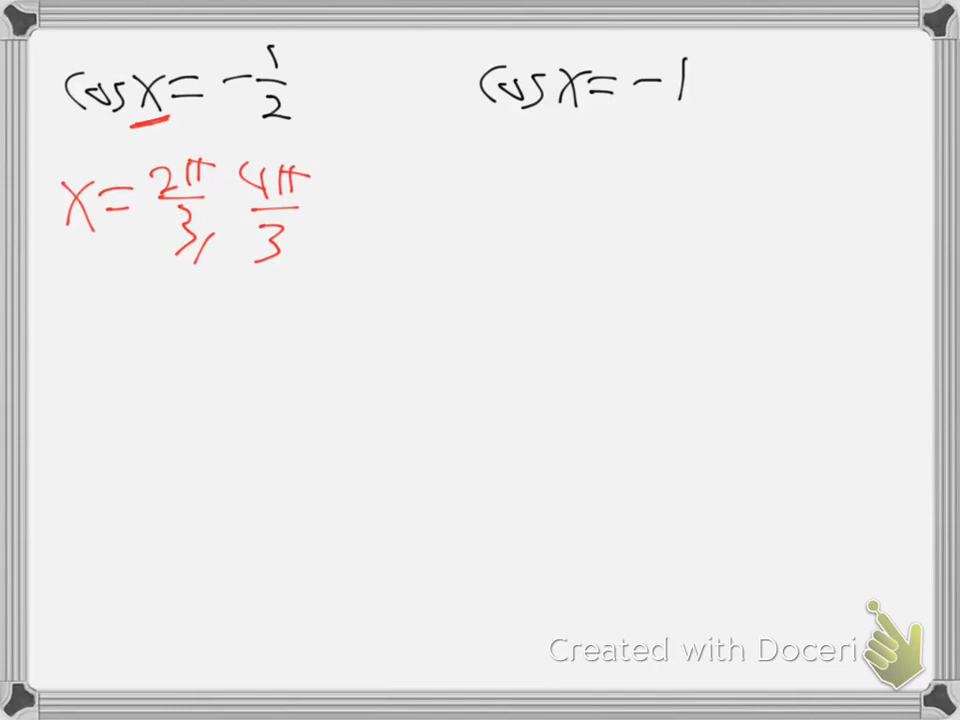 cos x = -1/2
cos x = -1
x = 2π/3, 4π/3
Created with Doceri